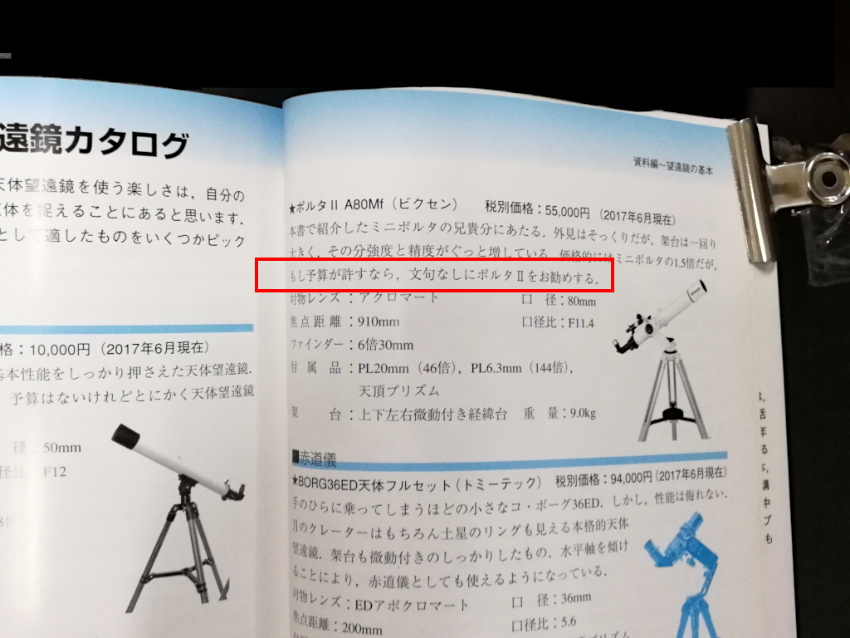 遠鏡カタログ
天体望遠鏡を使う楽しさは，自分の
体を捉えることにあると思います．
として適したものをいくつかピック
格：10,000円（2017年6月現在）
基本性能をしっかり押さえた天体望遠鏡．
予算はないけれどとにかく天体望遠鏡
径：50mm
径比：F12
資料編～望遠鏡の基本
★ポルタⅡ A80Mf（ビクセン） 税別価格：55,000円（2017年6月現在）
本書で紹介したミニポルタの兄貴分にあたる．外見はそっくりだが，架台は一回り
大きく，その分強度と精度がぐっと増している．価格的にはミニポルタの1.5倍だが，
もし予算が許すなら，文句なしにポルタⅡをお勧めする．
対物レンズ：アクロマート 口径：80mm
焦点距離：910mm 口径比：F11.4
ファインダー：6倍30mm
付属品：PL20mm（46倍），PL6.3mm（144倍），
天頂プリズム
架台：上下左右微動付き経緯台 重量：9.0kg
■赤道儀
★BORG36ED天体フルセット（トミーテック） 税別価格：94,000円（2017年6月現在）
手のひらに乗ってしまうほどの小さなコ・ボーグ36ED．しかし，性能は侮れない．
月のクレーターはもちろん土星のリングも見える本格的天体
望遠鏡．架台も微動付きのしっかりしたもの．水平軸を傾け
ることにより，赤道儀としても使えるようになっている．
対物レンズ：EDアポクロマート 口径：36mm
焦点距離：200mm 口径比：5.6